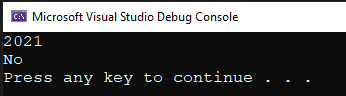 Microsoft Visual Studio Debug Console
2021
No
Press any key to continue . . .